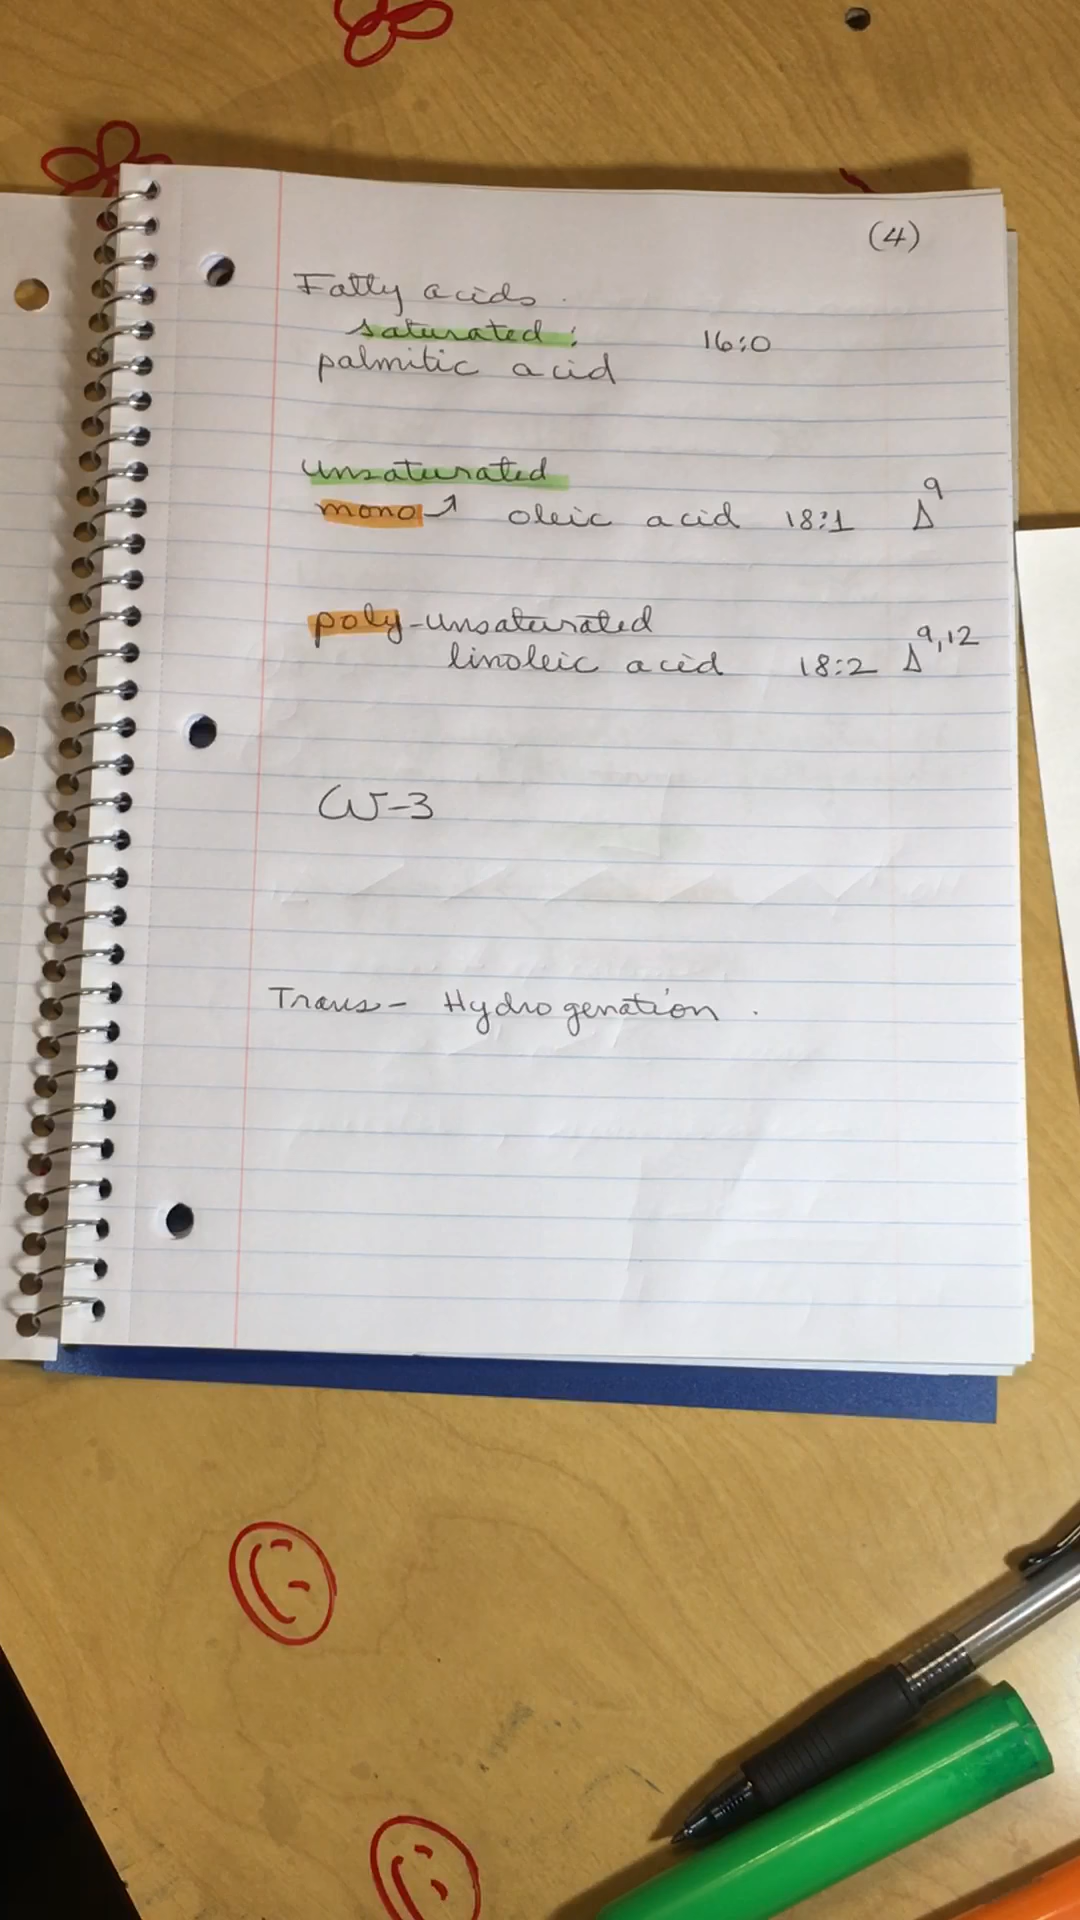 (4)
Fatty acids.
saturated: 16:0
palmitic acid
unsaturated
mono↗ oleic acid 18:1 Δ⁹
poly-unsaturated
linoleic acid 18:2 Δ⁹,¹²
ω-3
Trans- Hydrogenation.